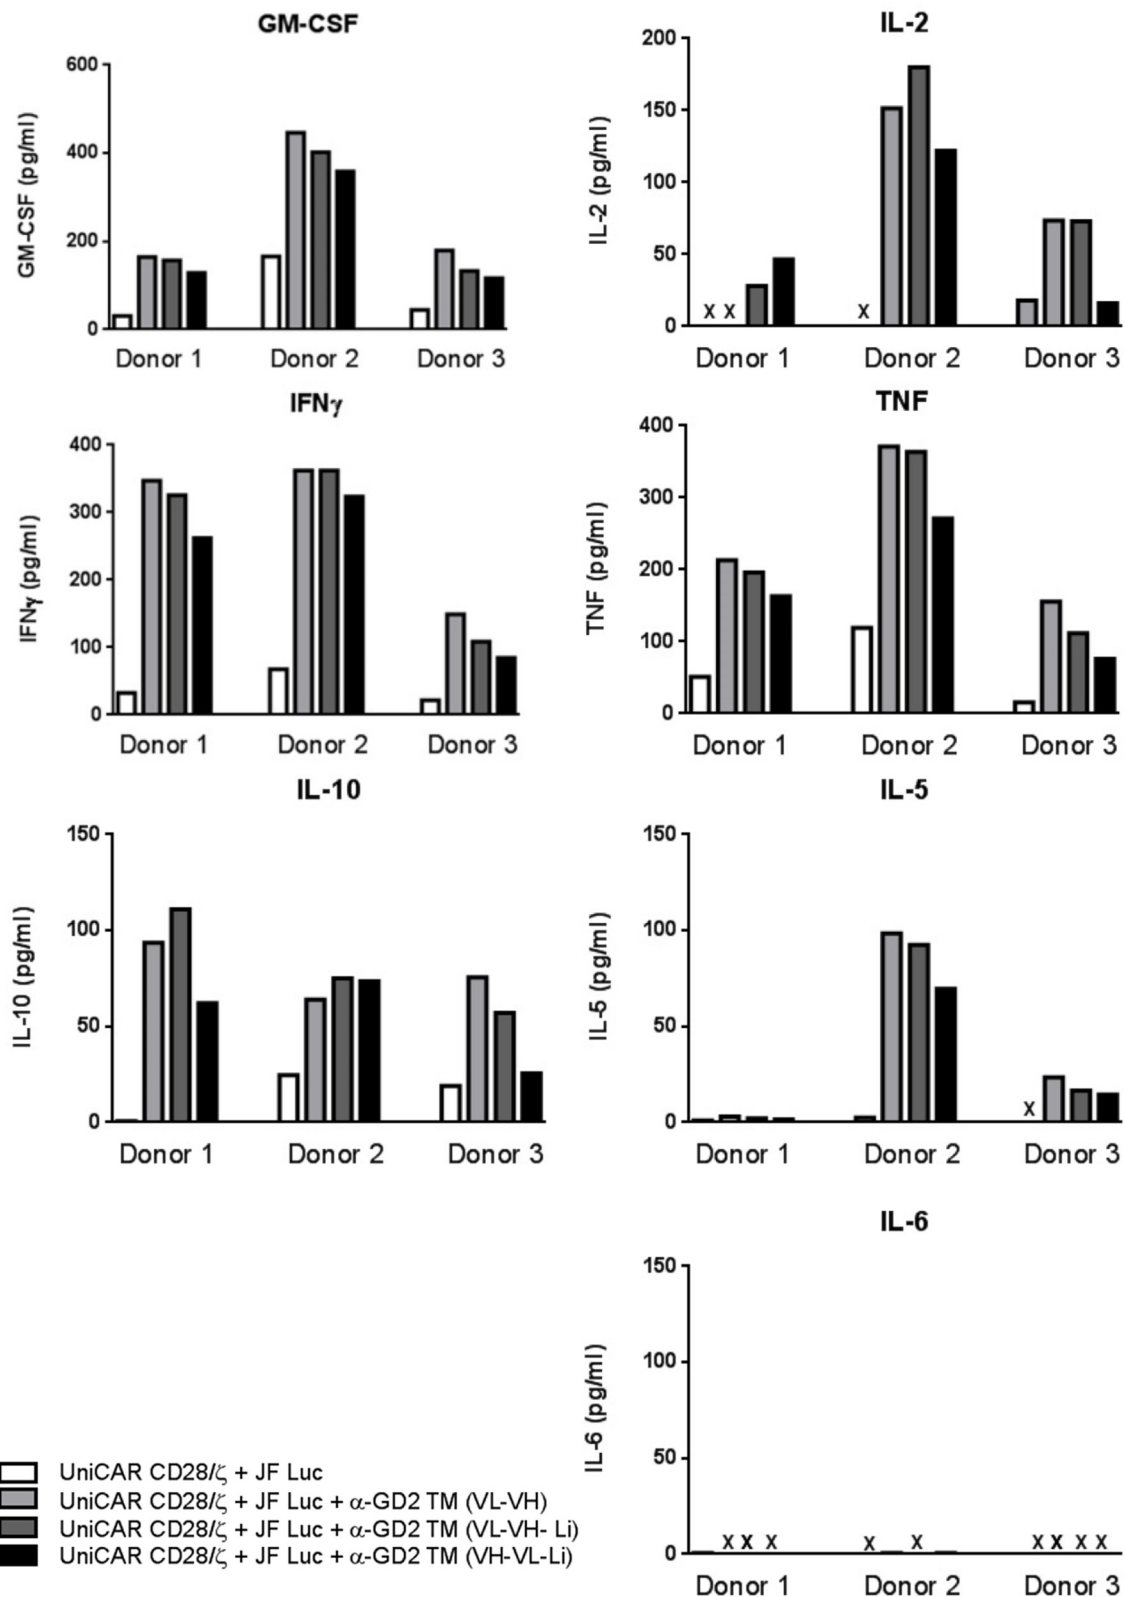 GM-CSF
600
400
200
0
GM-CSF (pg/ml)
Donor 1 Donor 2 Donor 3
IL-2
200
150
100
50
0
IL-2 (pg/ml)
X X X
Donor 1 Donor 2 Donor 3
IFNγ
400
300
200
100
0
IFNγ (pg/ml)
Donor 1 Donor 2 Donor 3
TNF
400
300
200
100
0
TNF (pg/ml)
Donor 1 Donor 2 Donor 3
IL-10
150
100
50
0
IL-10 (pg/ml)
Donor 1 Donor 2 Donor 3
IL-5
150
100
50
0
IL-5 (pg/ml)
X
Donor 1 Donor 2 Donor 3
IL-6
150
100
50
0
IL-6 (pg/ml)
X X X X X X X X X
Donor 1 Donor 2 Donor 3
UniCAR CD28/ζ + JF Luc
UniCAR CD28/ζ + JF Luc + α-GD2 TM (VL-VH)
UniCAR CD28/ζ + JF Luc + α-GD2 TM (VL-VH- Li)
UniCAR CD28/ζ + JF Luc + α-GD2 TM (VH-VL-Li)